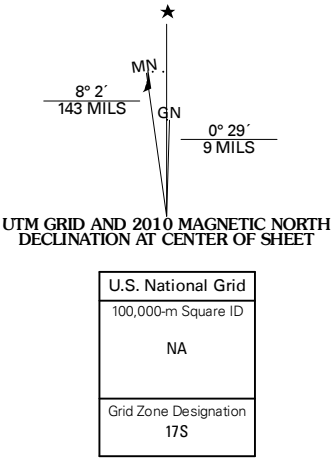 ★
MN
8° 2´
143 MILS
GN
0° 29´
9 MILS
UTM GRID AND 2010 MAGNETIC NORTH
DECLINATION AT CENTER OF SHEET
U.S. National Grid
100,000-m Square ID
NA
Grid Zone Designation
17S